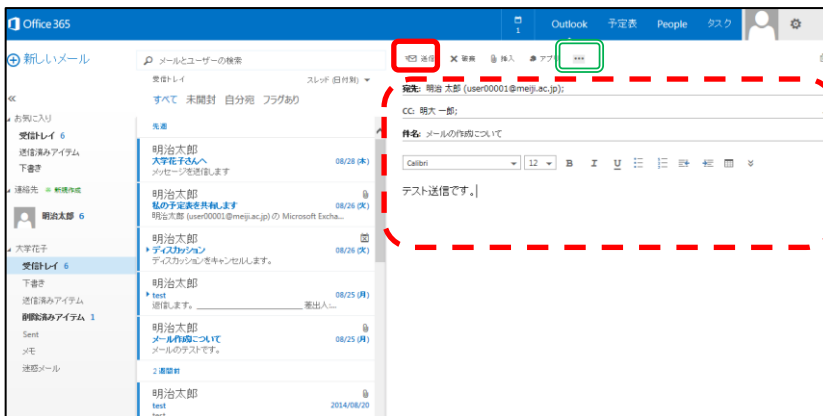 Office 365
1
Outlook
予定表
People
タスク
新しいメール
メールとユーザーの検索
送信
破棄
挿入
アプリ
«
お気に入り
受信トレイ 6
送信済みアイテム
下書き
連絡先
新規作成
明治太郎 6
大学花子
受信トレイ 6
下書き
送信済みアイテム
削除済みアイテム 1
Sent
メモ
迷惑メール
受信トレイ
スレッド (日付別)
すべて 未開封 自分宛 フラグあり
先週
明治太郎
大学花子さんへ 08/28 (木)
メッセージを送信します
明治太郎
私の予定表を共有します 08/26 (火)
明治太郎 (user00001@meiji.ac.jp) の Microsoft Excha...
明治太郎
ディスカッション 08/26 (火)
ディスカッションをキャンセルします。
明治太郎
test 08/25 (月)
返信します。 ____________________ 差出人:...
明治太郎
メール作成について 08/25 (月)
メールのテストです。
2 週間前
明治太郎
test 2014/08/20
test
宛先: 明治 太郎 (user00001@meiji.ac.jp);
CC: 明大 一郎;
件名: メールの作成について
Calibri 12 B I U
テスト送信です。